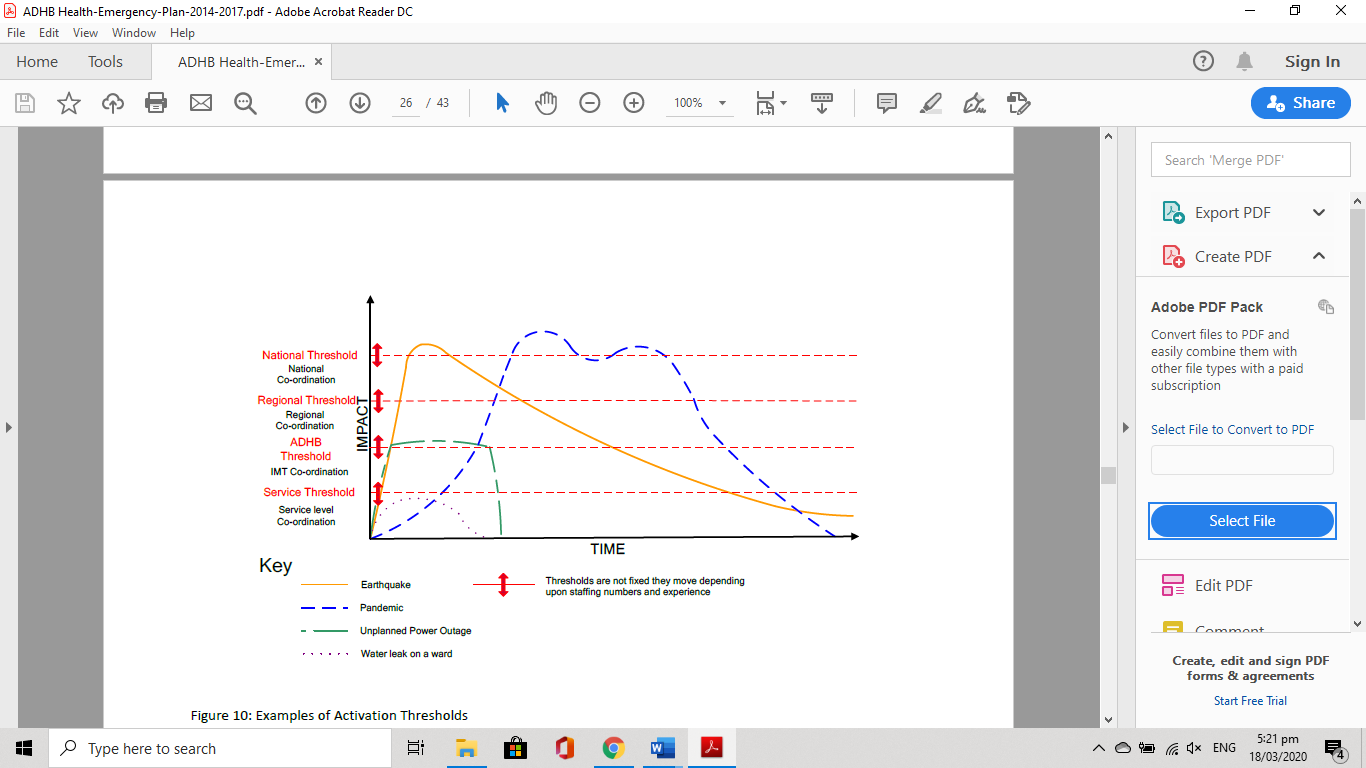 ADHB Health-Emergency-Plan-2014-2017.pdf - Adobe Acrobat Reader DC
File Edit View Window Help
Home Tools ADHB Health-Emer... × Sign In
26 / 43 100% Share
Search 'Merge PDF'
Export PDF
Create PDF
Adobe PDF Pack
Convert files to PDF and
easily combine them with
other file types with a paid
subscription
Select File to Convert to PDF
Select File
Edit PDF
Comment
Create, edit and sign PDF
forms & agreements
Start Free Trial
National Threshold
National
Co-ordination
Regional Threshold
Regional
Co-ordination
ADHB
Threshold
IMT Co-ordination
Service Threshold
Service level
Co-ordination
IMPACT
TIME
Key
Earthquake
Pandemic
Unplanned Power Outage
Water leak on a ward
Thresholds are not fixed they move depending
upon staffing numbers and experience
Figure 10: Examples of Activation Thresholds
Type here to search
ENG
5:21 pm
18/03/2020
4